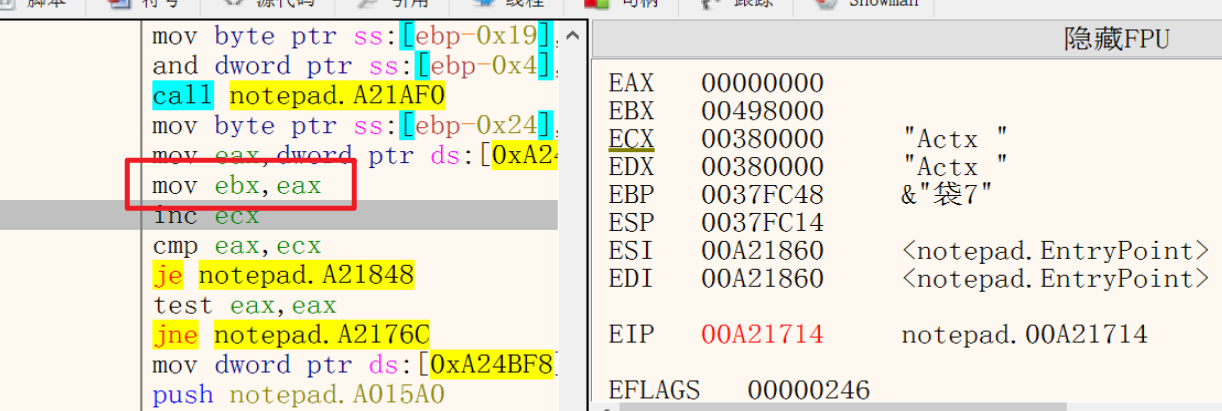 脚本 符号 源代码 引用 线程 句柄 跟踪 Snowman
mov byte ptr ss:[ebp-0x19],
and dword ptr ss:[ebp-0x4],
call notepad.A21AF0
mov byte ptr ss:[ebp-0x24],
mov eax,dword ptr ds:[0xA24
mov ebx,eax
inc ecx
cmp eax,ecx
je notepad.A21848
test eax,eax
jne notepad.A2176C
mov dword ptr ds:[0xA24BF8]
push notepad.A015A0
隐藏FPU
EAX 00000000
EBX 00498000
ECX 00380000 "Actx "
EDX 00380000 "Actx "
EBP 0037FC48 &"袋7"
ESP 0037FC14
ESI 00A21860 <notepad.EntryPoint>
EDI 00A21860 <notepad.EntryPoint>
EIP 00A21714 notepad.00A21714
EFLAGS 00000246